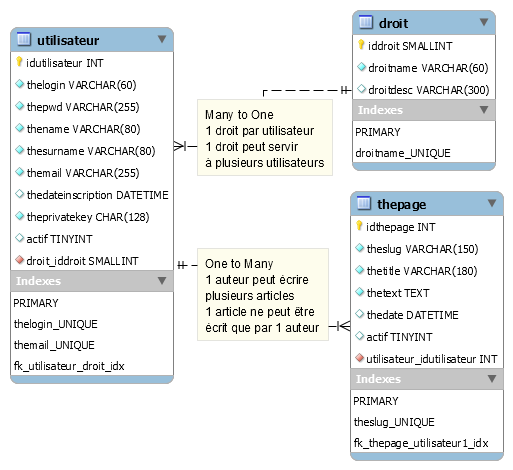 utilisateur
idutilisateur INT
thelogin VARCHAR(60)
thepwd VARCHAR(255)
thename VARCHAR(80)
thesurname VARCHAR(80)
themail VARCHAR(255)
thedateinscription DATETIME
theprivatekey CHAR(128)
actif TINYINT
droit_iddroit SMALLINT
Indexes
PRIMARY
thelogin_UNIQUE
themail_UNIQUE
fk_utilisateur_droit_idx
Many to One
1 droit par utilisateur
1 droit peut servir
à plusieurs utilisateurs
droit
iddroit SMALLINT
droitname VARCHAR(60)
droitdesc VARCHAR(300)
Indexes
PRIMARY
droitname_UNIQUE
One to Many
1 auteur peut écrire
plusieurs articles
1 article ne peut être
écrit que par 1 auteur
thepage
idthepage INT
theslug VARCHAR(150)
thetitle VARCHAR(180)
thetext TEXT
thedate DATETIME
actif TINYINT
utilisateur_idutilisateur INT
Indexes
PRIMARY
theslug_UNIQUE
fk_thepage_utilisateur1_idx